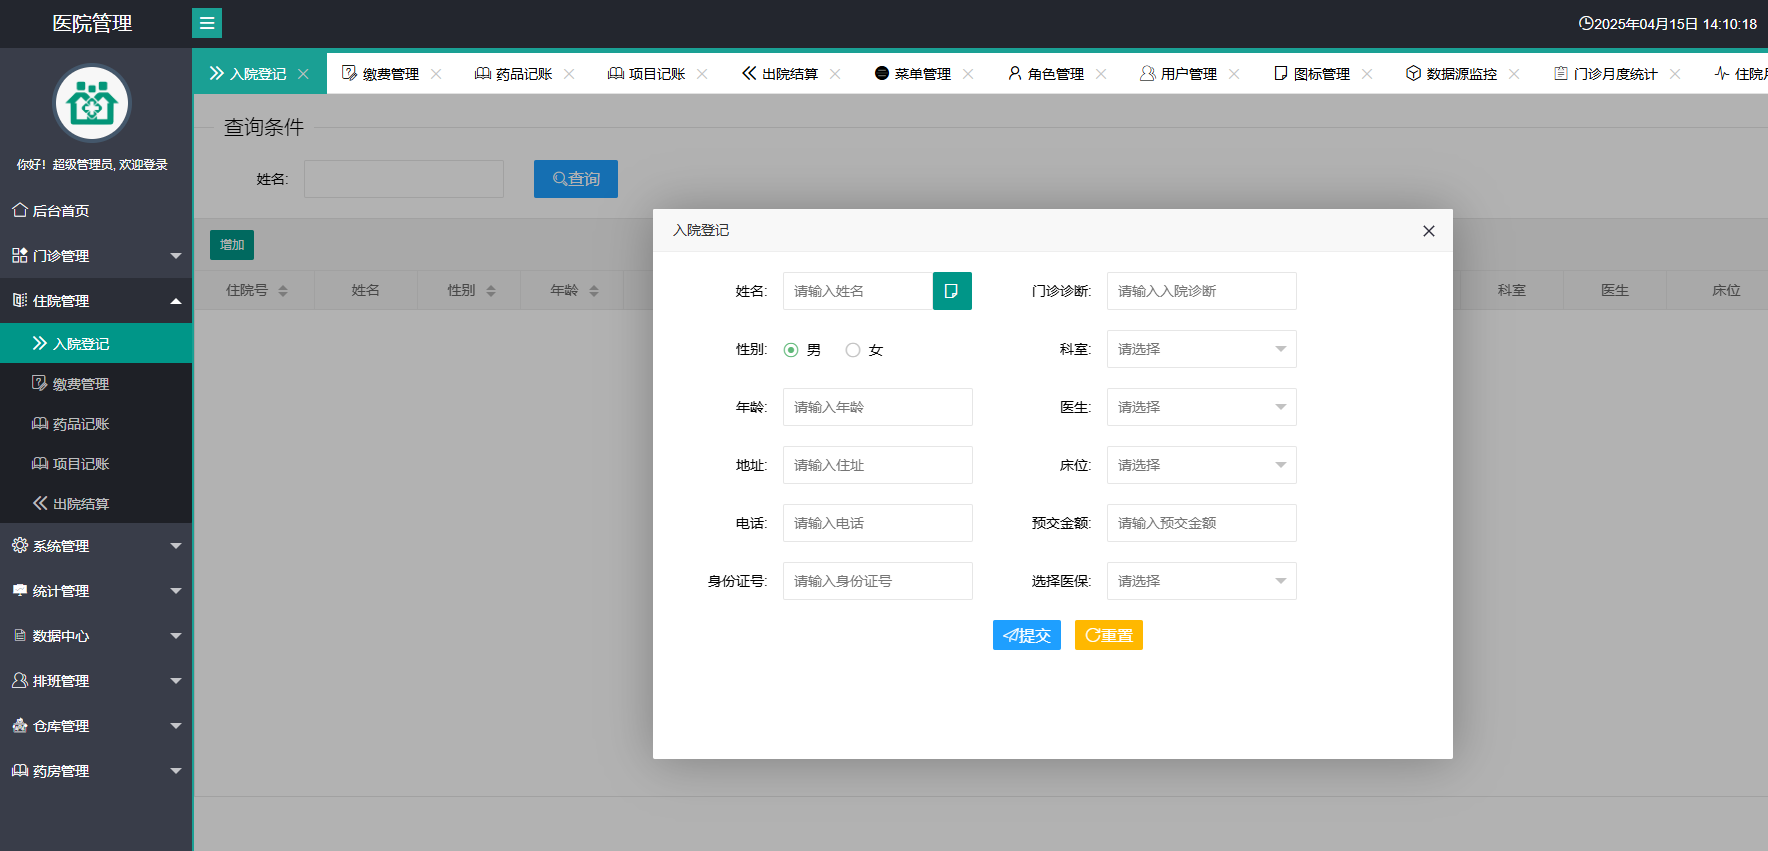 医院管理
2025年04月15日 14:10:18
你好！超级管理员, 欢迎登录
后台首页
门诊管理
住院管理
入院登记
缴费管理
药品记账
项目记账
出院结算
系统管理
统计管理
数据中心
排班管理
仓库管理
药房管理
入院登记 缴费管理 药品记账 项目记账 出院结算 菜单管理 角色管理 用户管理 图标管理 数据源监控 门诊月度统计 住院
查询条件
姓名: 查询
增加
住院号 姓名 性别 年龄 科室 医生 床位
入院登记
姓名: 请输入姓名 门诊诊断: 请输入入院诊断
性别: 男 女 科室: 请选择
年龄: 请输入年龄 医生: 请选择
地址: 请输入住址 床位: 请选择
电话: 请输入电话 预交金额: 请输入预交金额
身份证号: 请输入身份证号 选择医保: 请选择
提交 重置